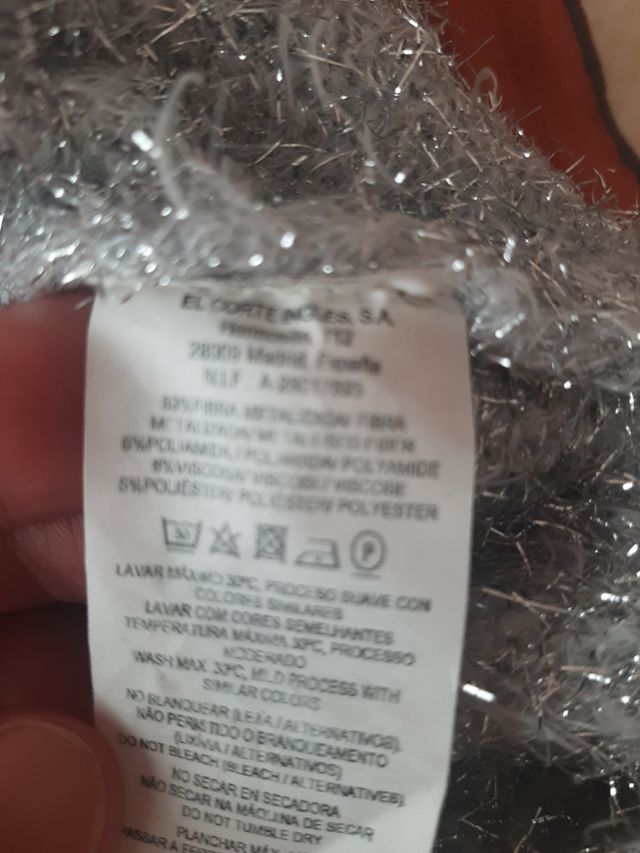 EL CORTE INGLES, S.A.
Hermosilla, 112
28009 Madrid, España
N.I.F.: A-28017895
FIBRA METALIZADA/ FIBRA
METALIZADA/ METALLISED FIBER
6%POLIAMIDA/ POLIAMIDA/ POLYAMIDE
VISCOSA/ VISCOSE/ VISCOSE
5%POLIÉSTER/ POLIÉSTER/ POLYESTER
30 P
LAVAR MÁXIMO 30ºC, PROCESO SUAVE CON
COLORES SIMILARES
LAVAR COM CORES SEMELHANTES
TEMPERATURA MÁXIMA 30ºC, PROCESSO
MODERADO
WASH MAX. 30ºC, MILD PROCESS WITH
SIMILAR COLORS
NO BLANQUEAR (LEJÍA / ALTERNATIVOS).
NÃO PERMITIDO O BRANQUEAMENTO
(LIXÍVIA / ALTERNATIVOS)
DO NOT BLEACH (BLEACH / ALTERNATIVES)
NO SECAR EN SECADORA
NÃO SECAR NA MÁQUINA DE SECAR
DO NOT TUMBLE DRY
PLANCHAR MÁX.
PASSAR A